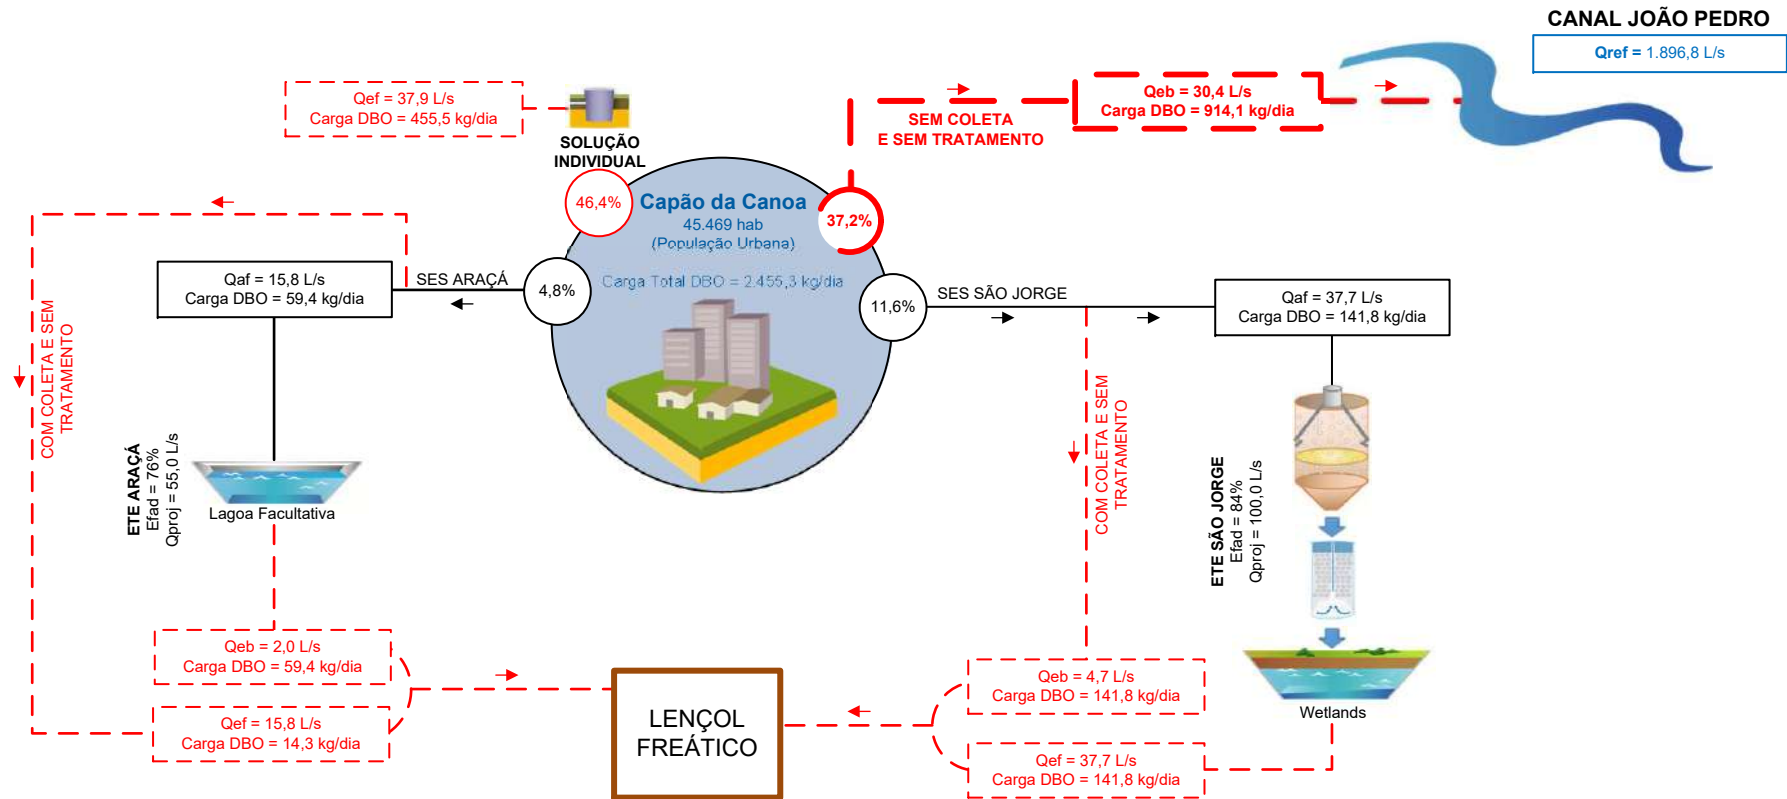 CANAL JOÃO PEDRO
Qref = 1.896,8 L/s
Qef = 37,9 L/s
Carga DBO = 455,5 kg/dia
SOLUÇÃO
INDIVIDUAL
46,4%
SEM COLETA
E SEM TRATAMENTO
Qeb = 30,4 L/s
Carga DBO = 914,1 kg/dia
Capão da Canoa
45.469 hab
(População Urbana)
Carga Total DBO = 2.455,3 kg/dia
37,2%
4,8%
11,6%
SES ARAÇÁ
Qaf = 15,8 L/s
Carga DBO = 59,4 kg/dia
SES SÃO JORGE
Qaf = 37,7 L/s
Carga DBO = 141,8 kg/dia
COM COLETA E SEM
TRATAMENTO
ETE ARAÇÁ
Efad = 76%
Qproj = 55,0 L/s
Lagoa Facultativa
COM COLETA E SEM
TRATAMENTO
ETE SÃO JORGE
Efad = 84%
Qproj = 100,0 L/s
Wetlands
Qeb = 2,0 L/s
Carga DBO = 59,4 kg/dia
Qef = 15,8 L/s
Carga DBO = 14,3 kg/dia
LENÇOL
FREÁTICO
Qeb = 4,7 L/s
Carga DBO = 141,8 kg/dia
Qef = 37,7 L/s
Carga DBO = 141,8 kg/dia